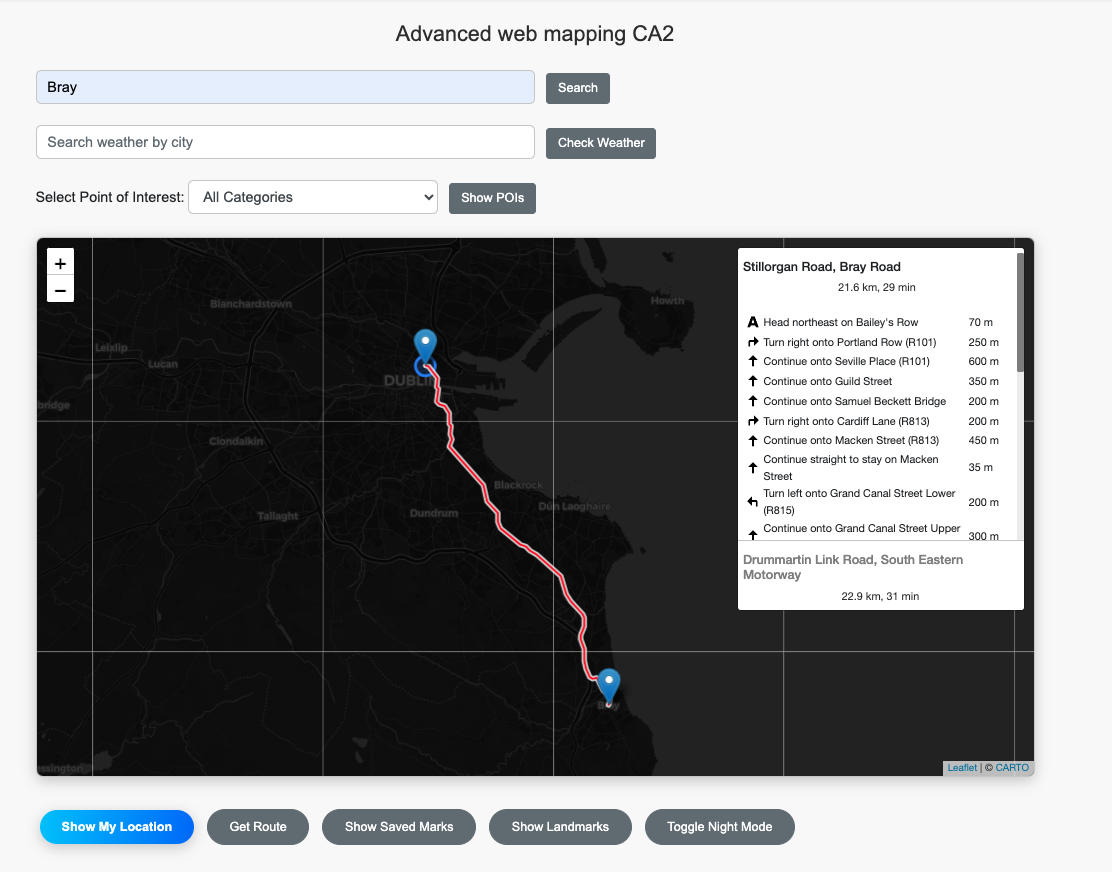 Advanced web mapping CA2
Bray
Search
Search weather by city
Check Weather
Select Point of Interest:
All Categories
Show POIs
+
−
Blanchardstown
Howth
Leixlip
Lucan
DUBLIN
bridge
Clondalkin
Blackrock
Dún Laoghaire
Dundrum
Tallaght
Bray
essington
Stillorgan Road, Bray Road
21.6 km, 29 min
Head northeast on Bailey's Row 70 m
Turn right onto Portland Row (R101) 250 m
Continue onto Seville Place (R101) 600 m
Continue onto Guild Street 350 m
Continue onto Samuel Beckett Bridge 200 m
Turn right onto Cardiff Lane (R813) 200 m
Continue onto Macken Street (R813) 450 m
Continue straight to stay on Macken
Street 35 m
Turn left onto Grand Canal Street Lower
(R815) 200 m
Continue onto Grand Canal Street Upper
300 m
Drummartin Link Road, South Eastern
Motorway
22.9 km, 31 min
Leaflet | © CARTO
Show My Location
Get Route
Show Saved Marks
Show Landmarks
Toggle Night Mode